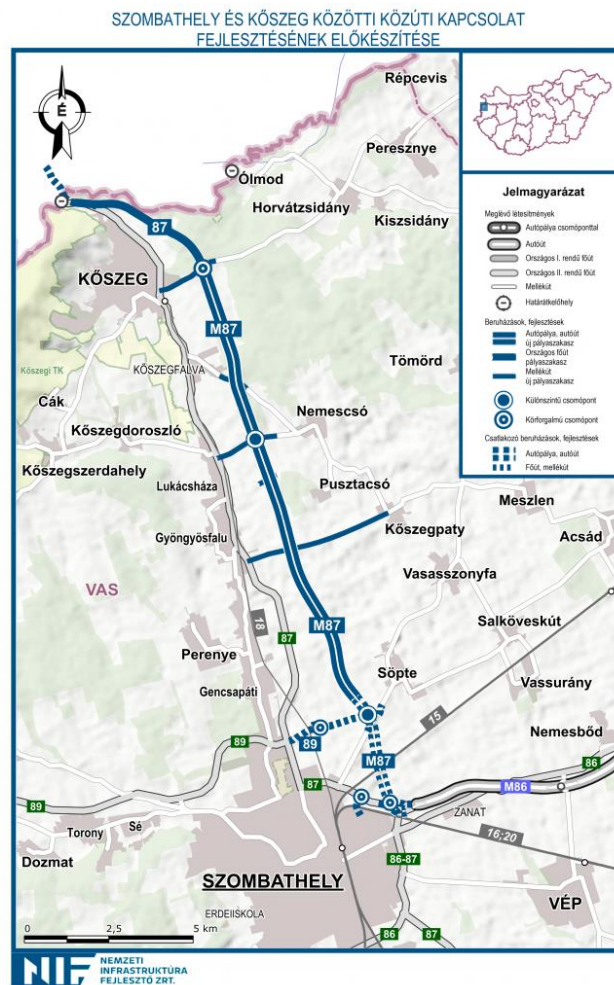 SZOMBATHELY ÉS KŐSZEG KÖZÖTTI KÖZÚTI KAPCSOLAT
FEJLESZTÉSÉNEK ELŐKÉSZÍTÉSE
É
Répcevis
Peresznye
Ólmod
Horvátzsidány
Kiszsidány
87
KŐSZEG
M87
Kőszegi TK
KŐSZEGFALVA
Tömörd
Cák
Nemescsó
Kőszegdoroszló
Kőszegszerdahely
Lukácsháza
Pusztacsó
Meszlen
Gyöngyösfalu
Kőszegpaty
Acsád
VAS
Vasasszonyfa
18
M87
Salköveskút
87
Perenye
Söpte
Vassurány
Gencsapáti
15
Nemesbőd
89
89
M87
86
87
M86
89
ZANAT
Torony
Sé
16;20
Dozmat
86-87
SZOMBATHELY
VÉP
ERDEIISKOLA
86
87
0
2,5
5 km
Jelmagyarázat
Meglévő létesítmények
Autópálya csomóponttal
Autóút
Országos I. rendű főút
Országos II. rendű főút
Mellékút
Határátkelőhely
Beruházások, fejlesztések
Autópálya, autóút
új pályaszakasz
Országos főút
pályaszakasz
Mellékút
új pályaszakasz
Különszintű csomópont
Körforgalmú csomópont
Csatlakozó beruházások, fejlesztések
Autópálya, autóút
Főút, mellékút
NIF
NEMZETI
INFRASTRUKTÚRA
FEJLESZTŐ ZRT.